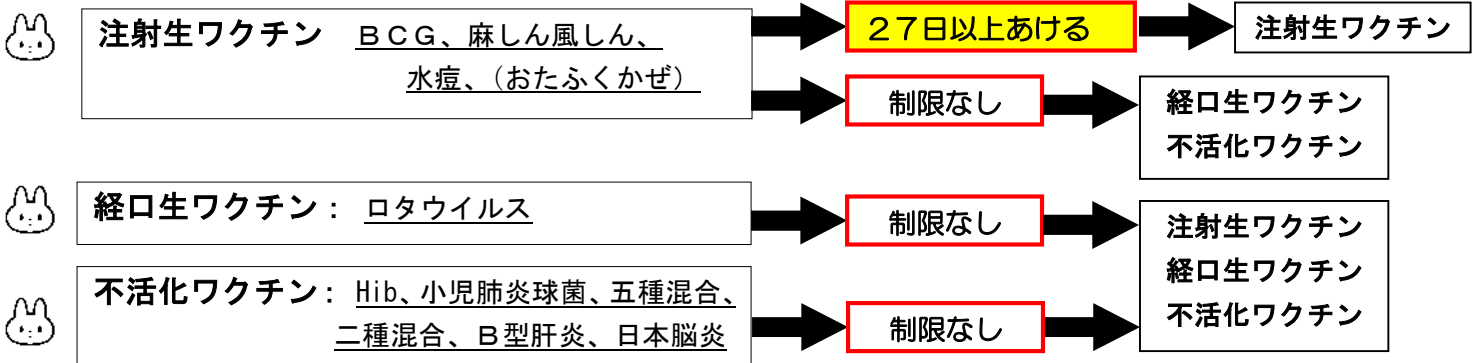 注射生ワクチン　ＢＣＧ、麻しん風しん、
水痘、（おたふくかぜ）
２７日以上あける
注射生ワクチン
制限なし
経口生ワクチン
不活化ワクチン
経口生ワクチン： ロタウイルス
制限なし
注射生ワクチン
経口生ワクチン
不活化ワクチン
不活化ワクチン： Hib、小児肺炎球菌、五種混合、
二種混合、Ｂ型肝炎、日本脳炎
制限なし